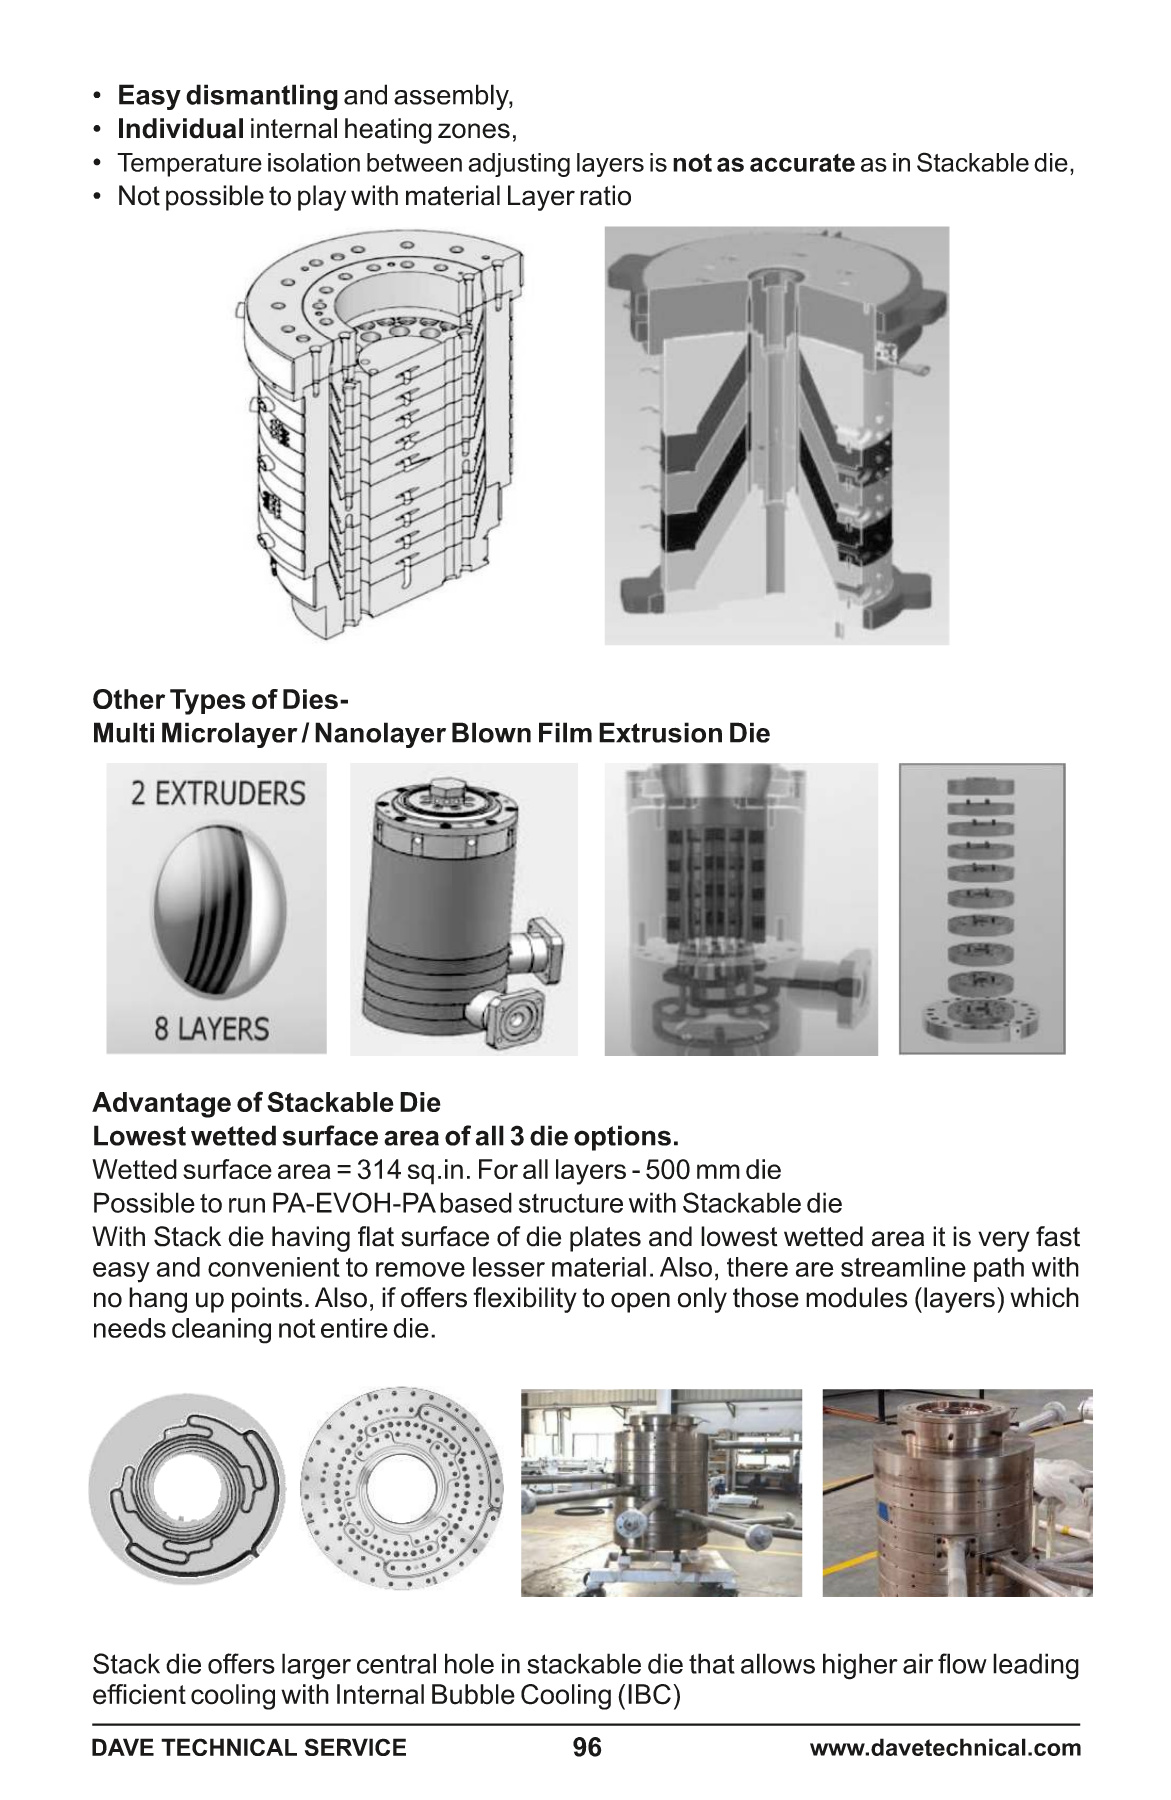 • Easy dismantling and assembly,
• Individual internal heating zones,
• Temperature isolation between adjusting layers is not as accurate as in Stackable die,
• Not possible to play with material Layer ratio
Other Types of Dies-
Multi Microlayer / Nanolayer Blown Film Extrusion Die
2 EXTRUDERS
8 LAYERS
Advantage of Stackable Die
Lowest wetted surface area of all 3 die options.
Wetted surface area = 314 sq.in. For all layers - 500 mm die
Possible to run PA-EVOH-PA based structure with Stackable die
With Stack die having flat surface of die plates and lowest wetted area it is very fast
easy and convenient to remove lesser material. Also, there are streamline path with
no hang up points. Also, if offers flexibility to open only those modules (layers) which
needs cleaning not entire die.
Stack die offers larger central hole in stackable die that allows higher air flow leading
efficient cooling with Internal Bubble Cooling (IBC)
DAVE TECHNICAL SERVICE 96 www.davetechnical.com